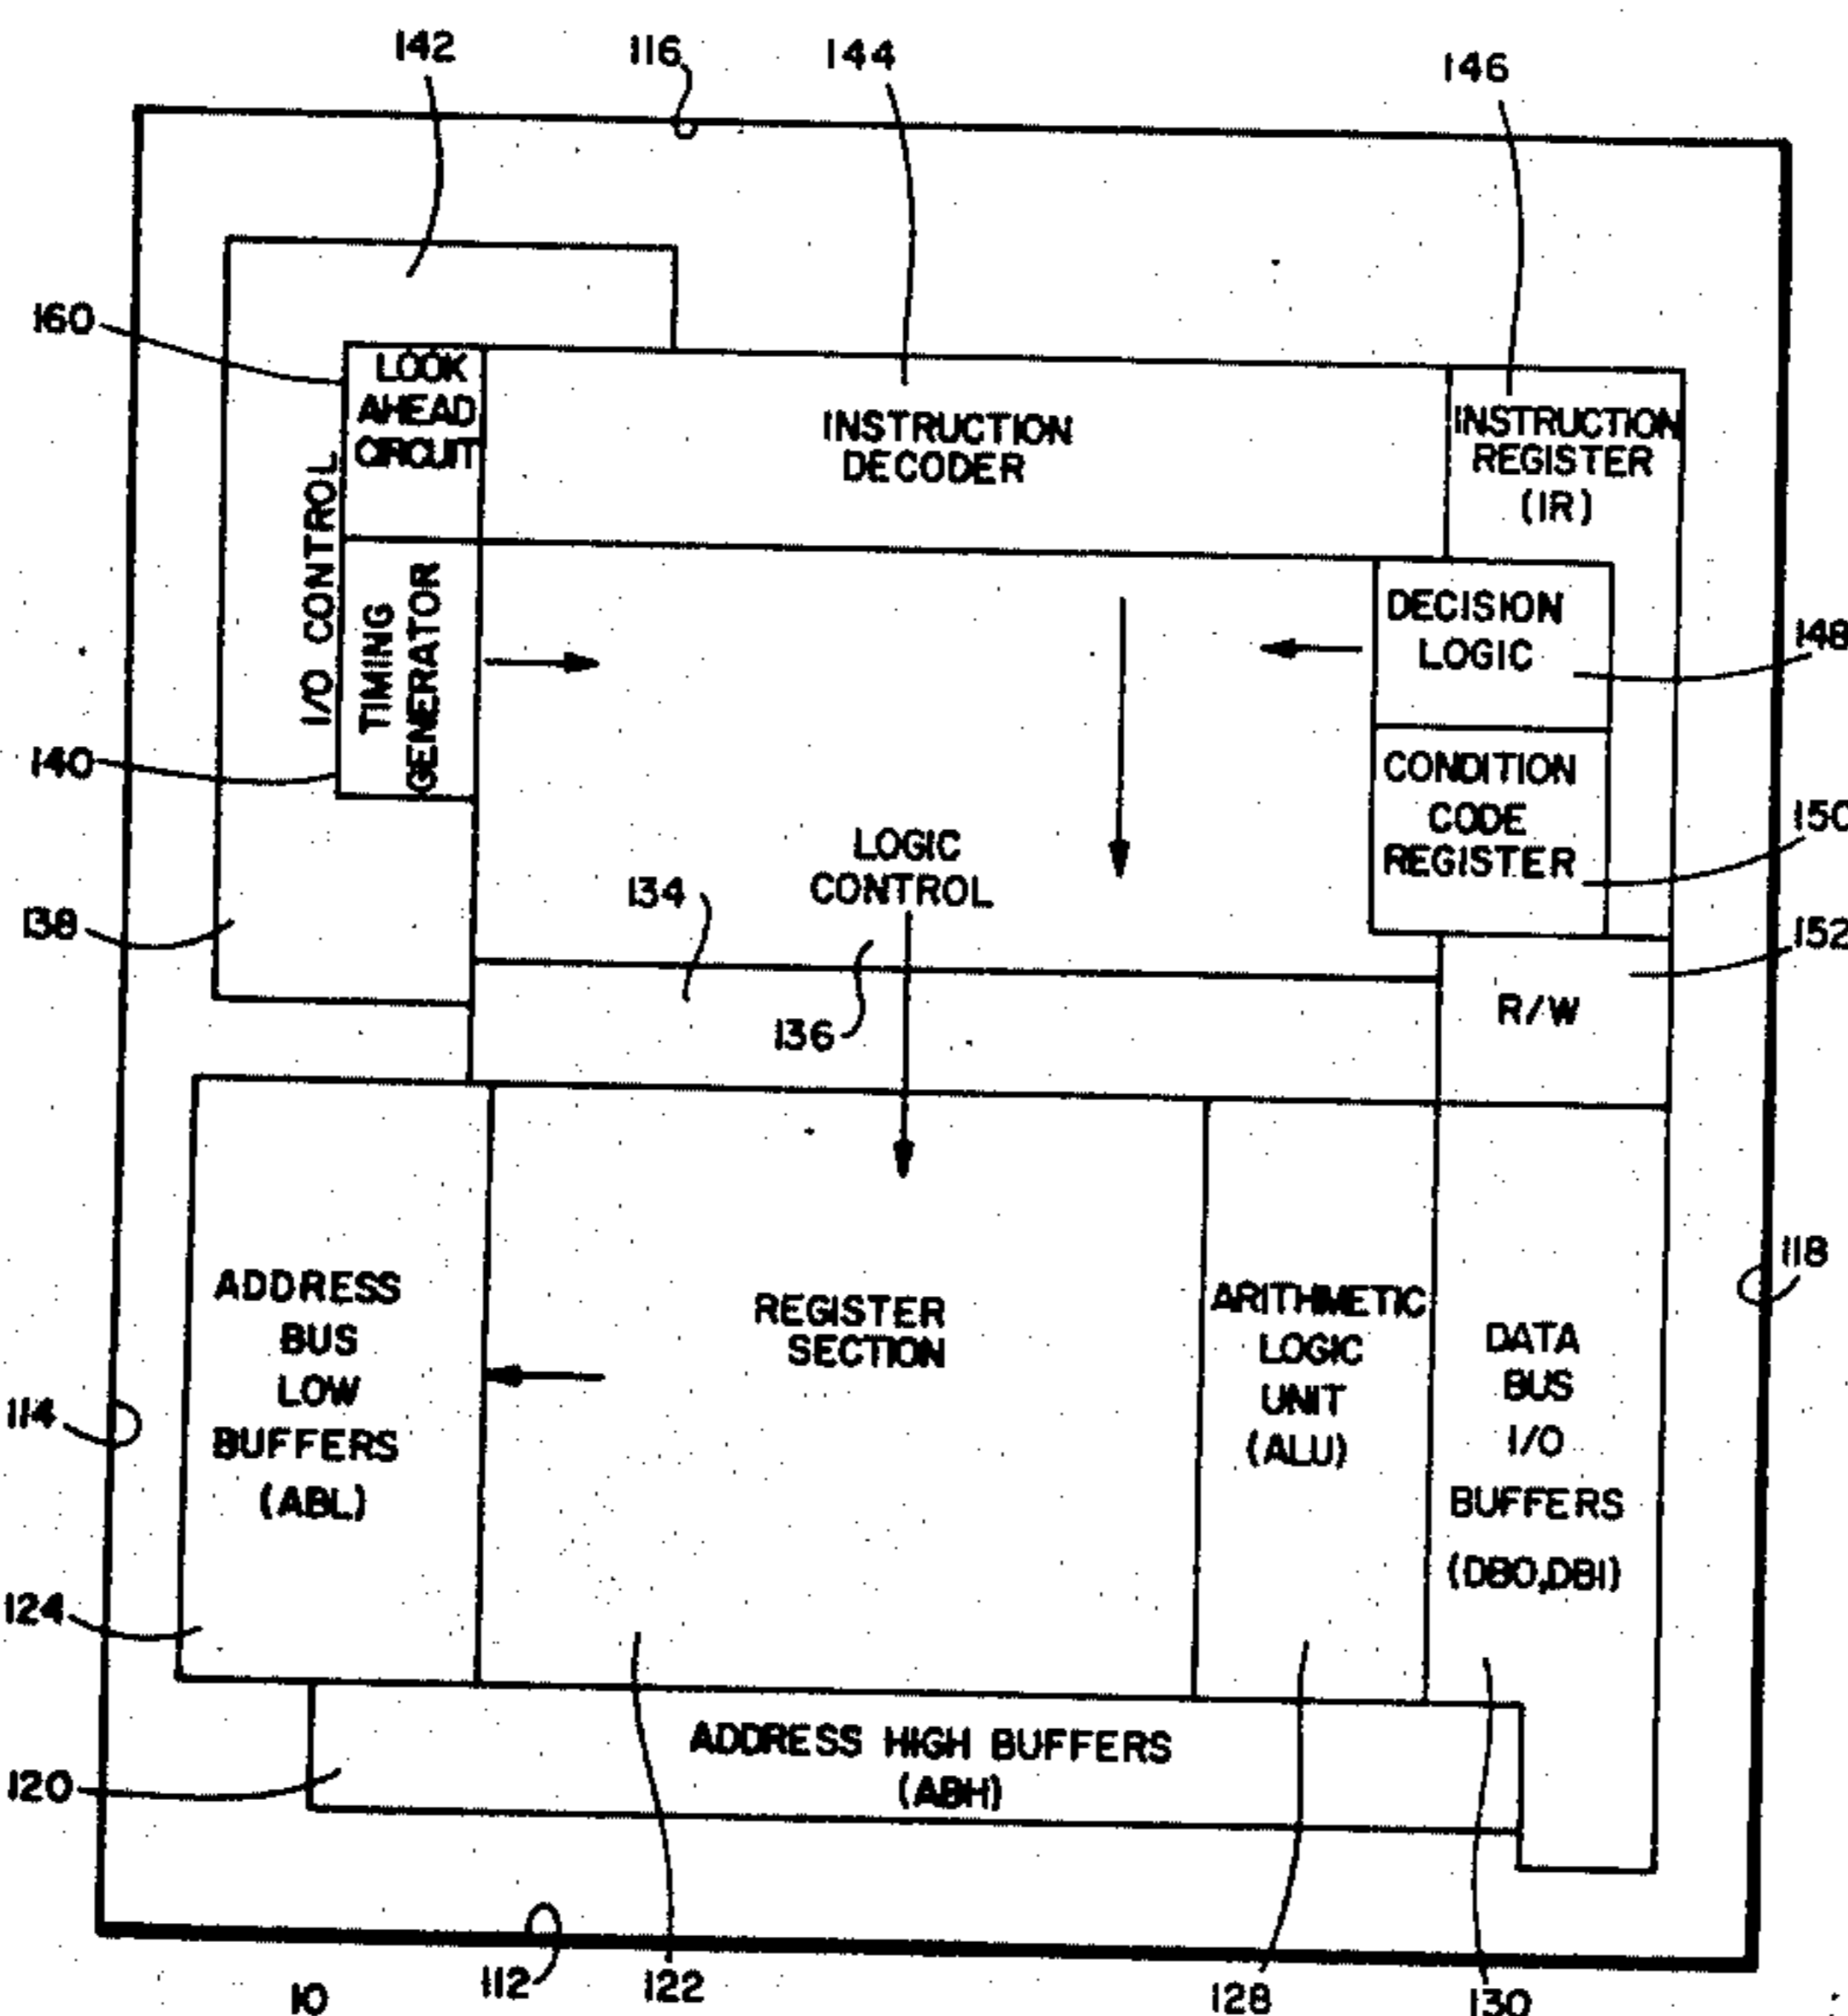 142
116
144
146
160
LOOK
AHEAD
CIRCUIT
INSTRUCTION
DECODER
INSTRUCTION
REGISTER
(IR)
I/O CONTROL
TIMING
GENERATOR
DECISION
LOGIC
148
140
CONDITION
CODE
REGISTER
150
LOGIC
CONTROL
134
138
136
152
R/W
118
ADDRESS
BUS
LOW
BUFFERS
(ABL)
REGISTER
SECTION
ARITHMETIC
LOGIC
UNIT
(ALU)
DATA
BUS
I/O
BUFFERS
(DBO,DBI)
114
124
ADDRESS HIGH BUFFERS
(ABH)
120
10
112
122
128
130